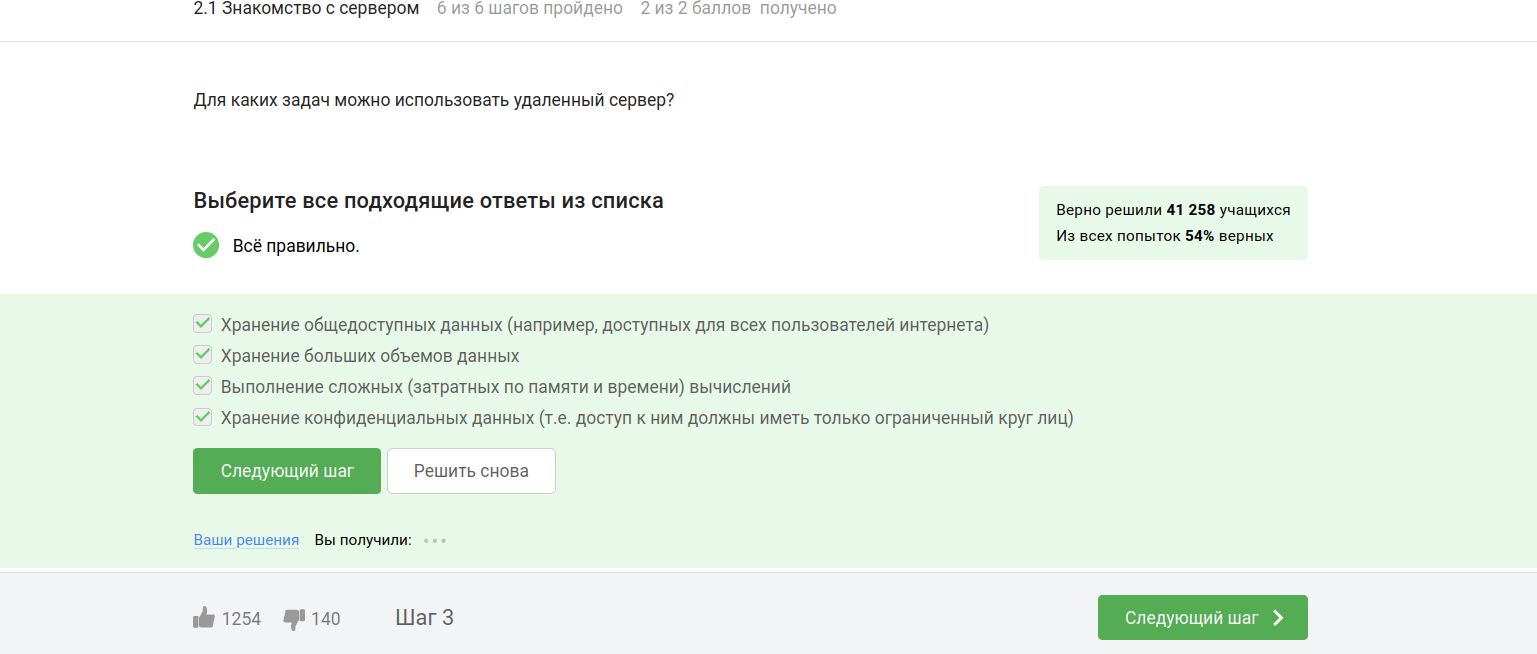 2.1 Знакомство с сервером 6 из 6 шагов пройдено 2 из 2 баллов получено
Для каких задач можно использовать удаленный сервер?
Выберите все подходящие ответы из списка
Всё правильно.
Верно решили 41 258 учащихся
Из всех попыток 54% верных
Хранение общедоступных данных (например, доступных для всех пользователей интернета)
Хранение больших объемов данных
Выполнение сложных (затратных по памяти и времени) вычислений
Хранение конфиденциальных данных (т.е. доступ к ним должны иметь только ограниченный круг лиц)
Следующий шаг Решить снова
Ваши решения Вы получили:
1254 140 Шаг 3 Следующий шаг